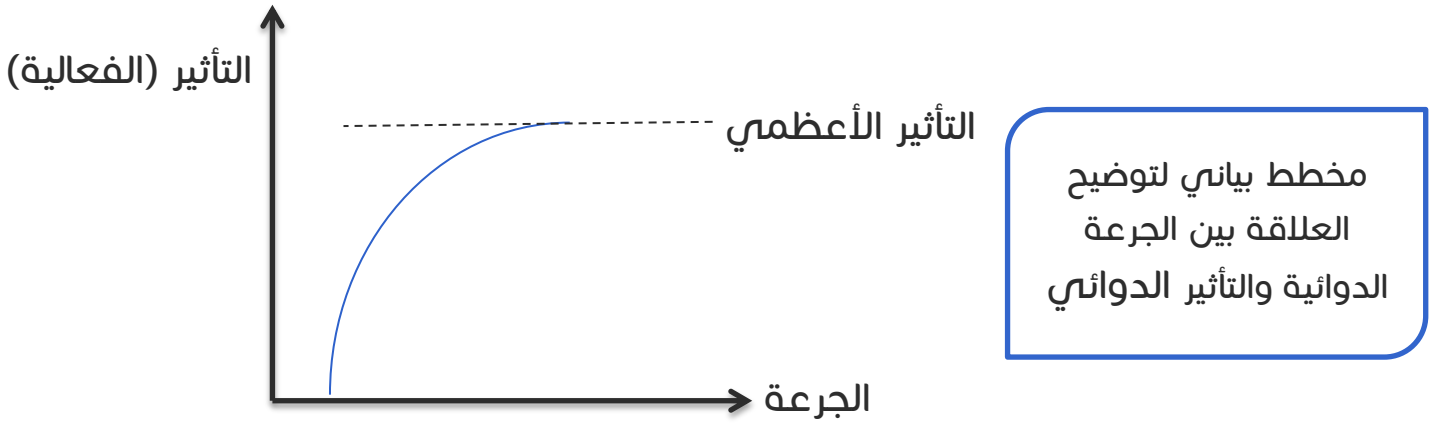 التأثير (الفعالية)
التأثير الأعظمي
مخطط بياني لتوضيح
العلاقة بين الجرعة
الدوائية والتأثير الدوائي
الجرعة